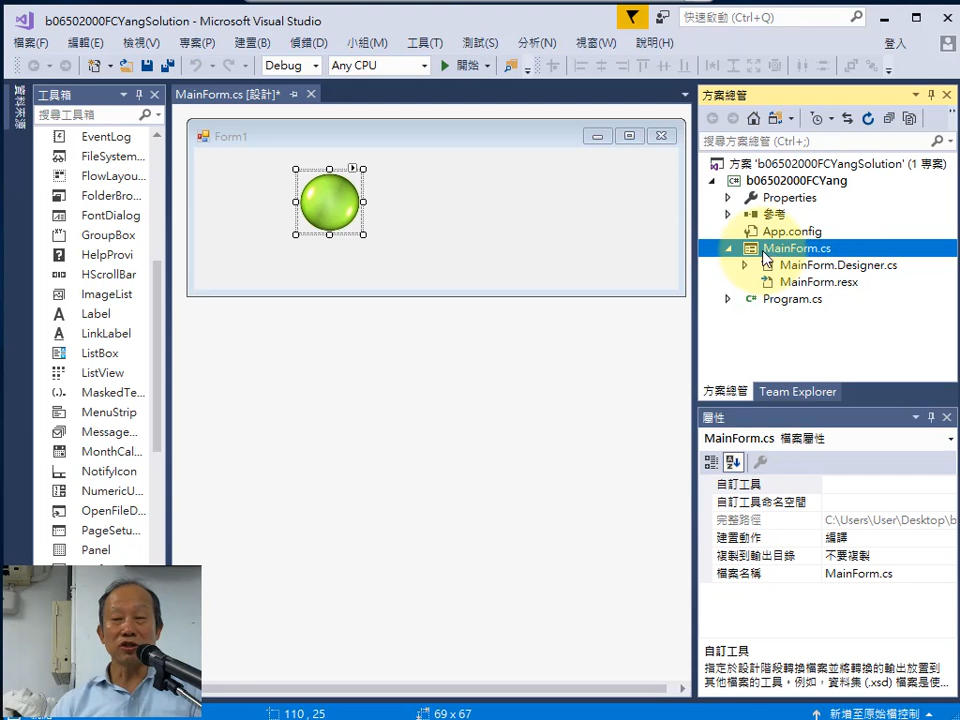 b06502000FCYangSolution - Microsoft Visual Studio
快速啟動 (Ctrl+Q)
檔案(F) 編輯(E) 檢視(V) 專案(P) 建置(B) 偵錯(D) 小組(M) 工具(T) 測試(S) 分析(N) 視窗(W) 說明(H)
登入
Debug Any CPU 開始
資料來源
工具箱
搜尋工具箱
EventLog
FileSystem...
FlowLayou...
FolderBro...
FontDialog
GroupBox
HelpProvi
HScrollBar
ImageList
Label
LinkLabel
ListBox
ListView
MaskedTe...
MenuStrip
Message...
MonthCal...
NotifyIcon
NumericU...
OpenFileD...
PageSetu...
Panel
MainForm.cs [設計]*
Form1
方案總管
搜尋方案總管 (Ctrl+;)
方案 'b06502000FCYangSolution' (1 專案)
b06502000FCYang
Properties
參考
App.config
MainForm.cs
MainForm.Designer.cs
MainForm.resx
Program.cs
方案總管 Team Explorer
屬性
MainForm.cs 檔案屬性
自訂工具
自訂工具命名空間
完整路徑 C:\Users\User\Desktop\b
建置動作 編譯
複製到輸出目錄 不要複製
檔案名稱 MainForm.cs
自訂工具
指定於設計階段轉換檔案並將轉換的輸出放置到
其他檔案的工具。例如，資料集 (.xsd) 檔案是使...
110 , 25 69 x 67 新增至原始檔控制